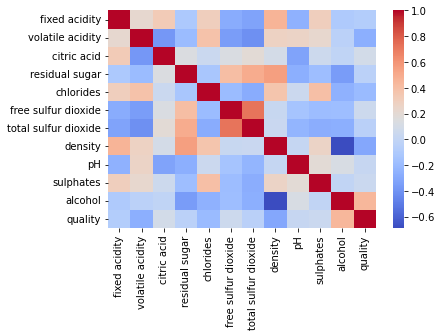 fixed acidity
volatile acidity
citric acid
residual sugar
chlorides
free sulfur dioxide
total sulfur dioxide
density
pH
sulphates
alcohol
quality
fixed acidity
volatile acidity
citric acid
residual sugar
chlorides
free sulfur dioxide
total sulfur dioxide
density
pH
sulphates
alcohol
quality
1.0
0.8
0.6
0.4
0.2
0.0
−0.2
−0.4
−0.6